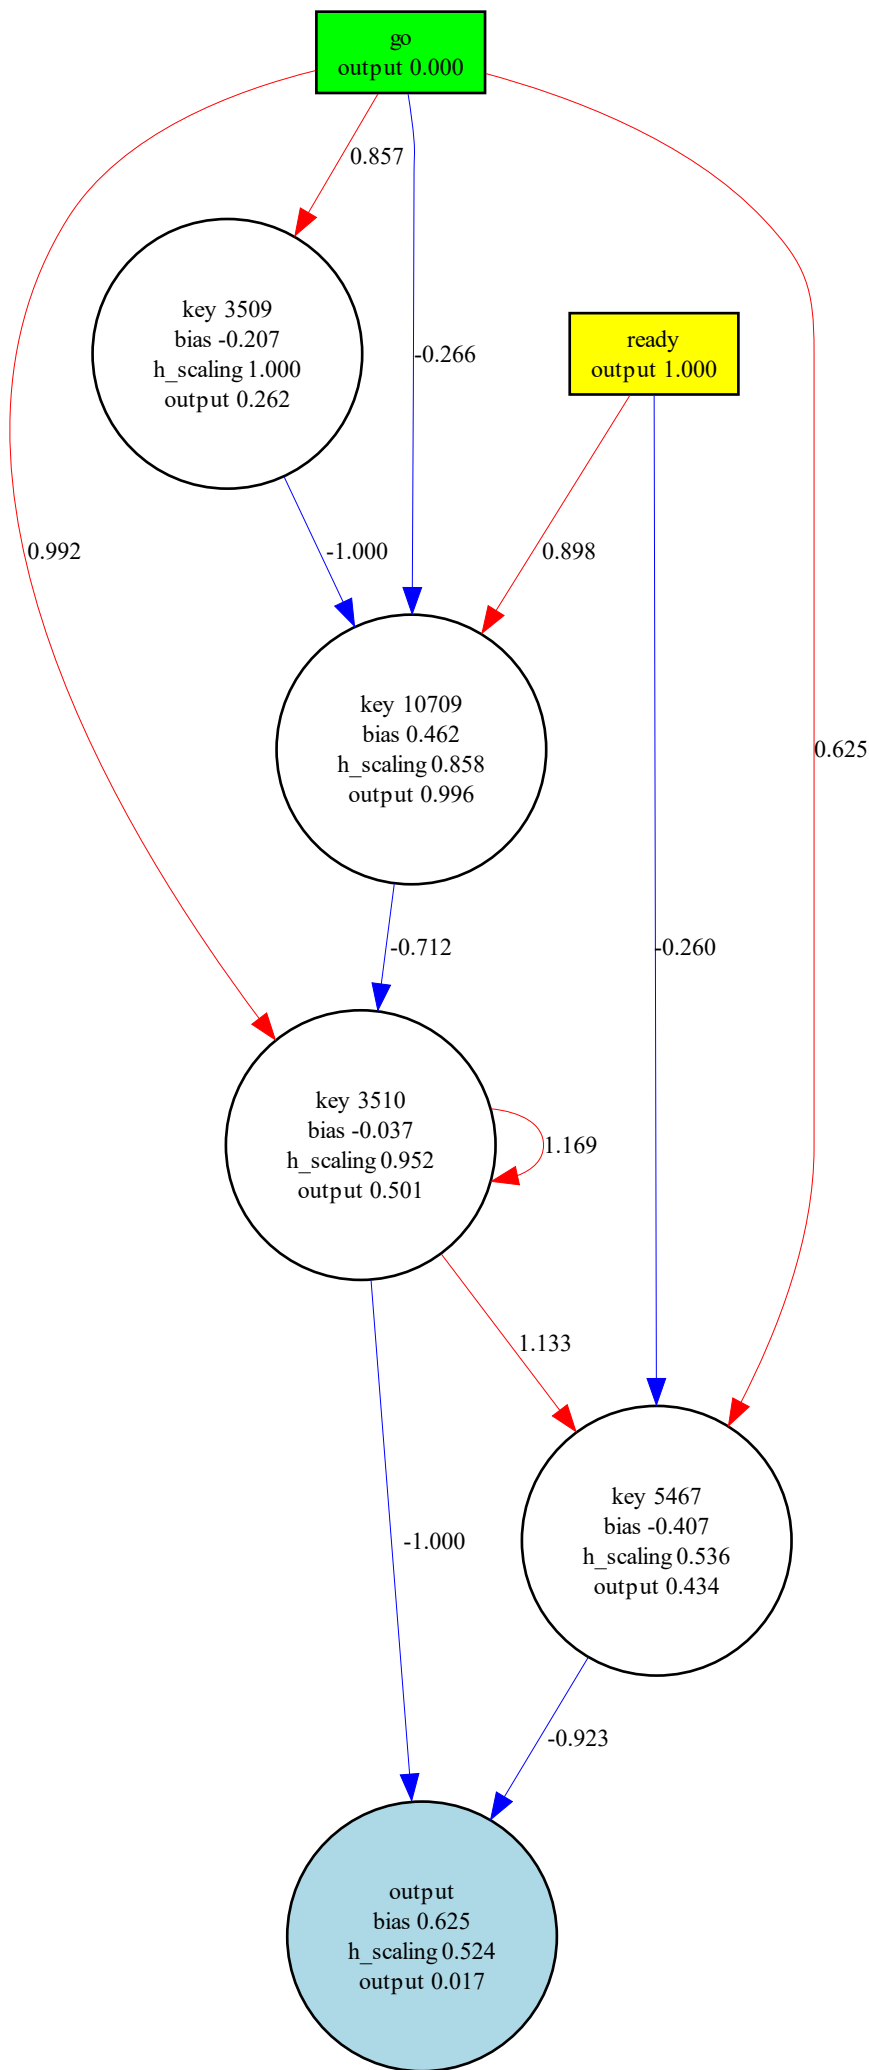 go
output 0.000
0.857
key 3509
bias -0.207
h_scaling 1.000
output 0.262
-0.266
ready
output 1.000
0.992
-1.000
0.898
key 10709
bias 0.462
h_scaling 0.858
output 0.996
0.625
-0.712
-0.260
key 3510
bias -0.037
h_scaling 0.952
output 0.501
1.169
1.133
key 5467
bias -0.407
h_scaling 0.536
output 0.434
-1.000
-0.923
output
bias 0.625
h_scaling 0.524
output 0.017